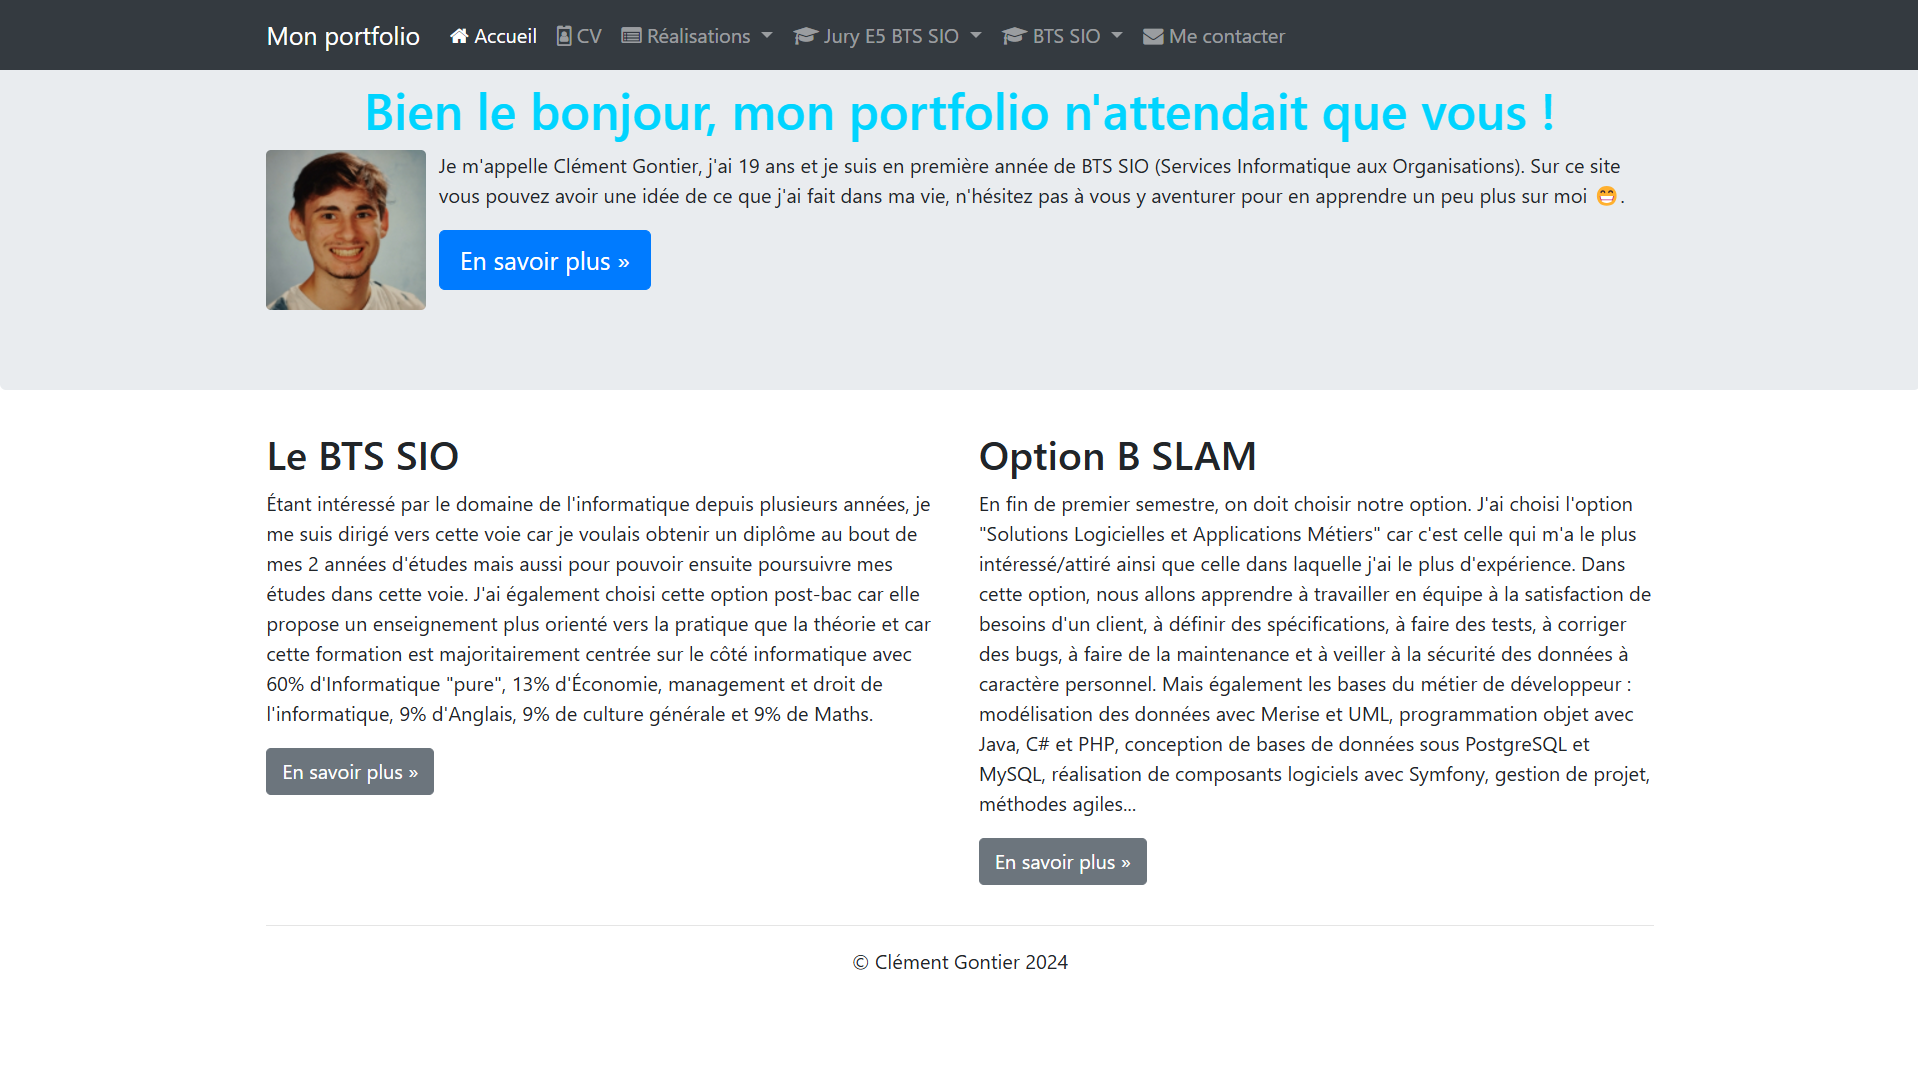 Mon portfolio Accueil CV Réalisations Jury E5 BTS SIO BTS SIO Me contacter
Bien le bonjour, mon portfolio n'attendait que vous !
Je m'appelle Clément Gontier, j'ai 19 ans et je suis en première année de BTS SIO (Services Informatique aux Organisations). Sur ce site
vous pouvez avoir une idée de ce que j'ai fait dans ma vie, n'hésitez pas à vous y aventurer pour en apprendre un peu plus sur moi 😁.
En savoir plus »
Le BTS SIO
Étant intéressé par le domaine de l'informatique depuis plusieurs années, je
me suis dirigé vers cette voie car je voulais obtenir un diplôme au bout de
mes 2 années d'études mais aussi pour pouvoir ensuite poursuivre mes
études dans cette voie. J'ai également choisi cette option post-bac car elle
propose un enseignement plus orienté vers la pratique que la théorie et car
cette formation est majoritairement centrée sur le côté informatique avec
60% d'Informatique "pure", 13% d'Économie, management et droit de
l'informatique, 9% d'Anglais, 9% de culture générale et 9% de Maths.
En savoir plus »
Option B SLAM
En fin de premier semestre, on doit choisir notre option. J'ai choisi l'option
"Solutions Logicielles et Applications Métiers" car c'est celle qui m'a le plus
intéressé/attiré ainsi que celle dans laquelle j'ai le plus d'expérience. Dans
cette option, nous allons apprendre à travailler en équipe à la satisfaction de
besoins d'un client, à définir des spécifications, à faire des tests, à corriger
des bugs, à faire de la maintenance et à veiller à la sécurité des données à
caractère personnel. Mais également les bases du métier de développeur :
modélisation des données avec Merise et UML, programmation objet avec
Java, C# et PHP, conception de bases de données sous PostgreSQL et
MySQL, réalisation de composants logiciels avec Symfony, gestion de projet,
méthodes agiles...
En savoir plus »
© Clément Gontier 2024